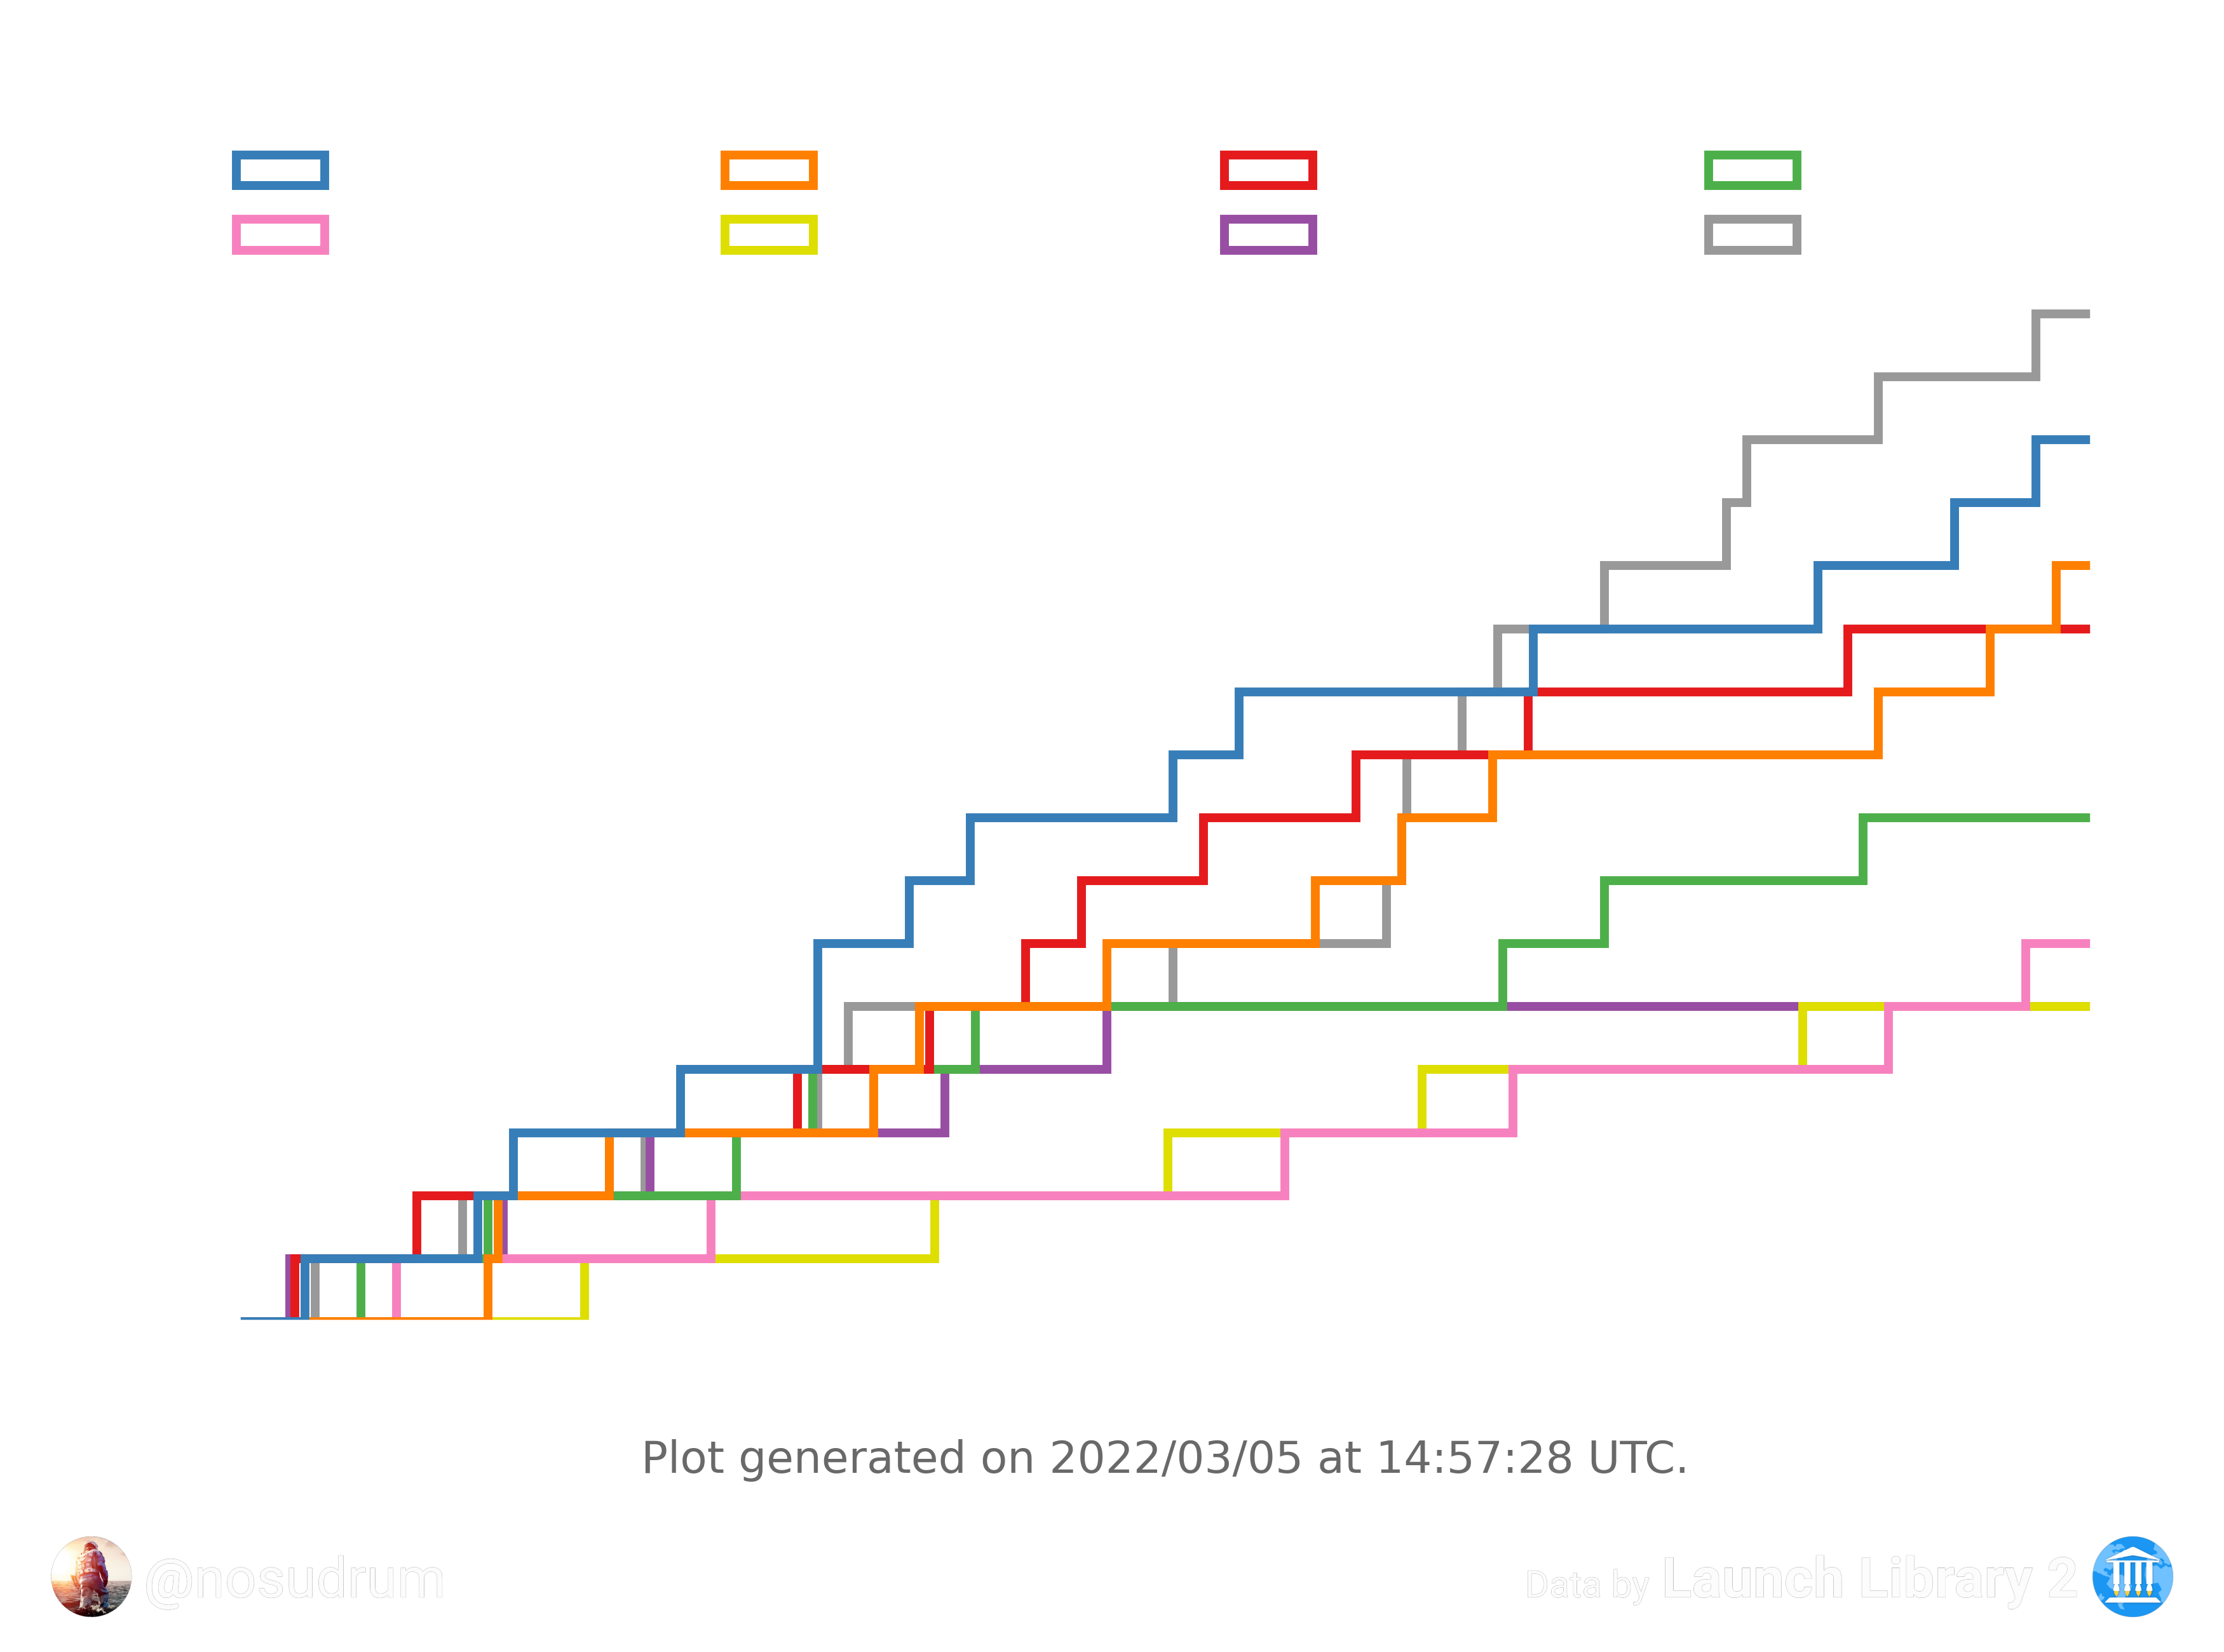 Plot generated on 2022/03/05 at 14:57:28 UTC.
@nosudrum
Data by Launch Library 2